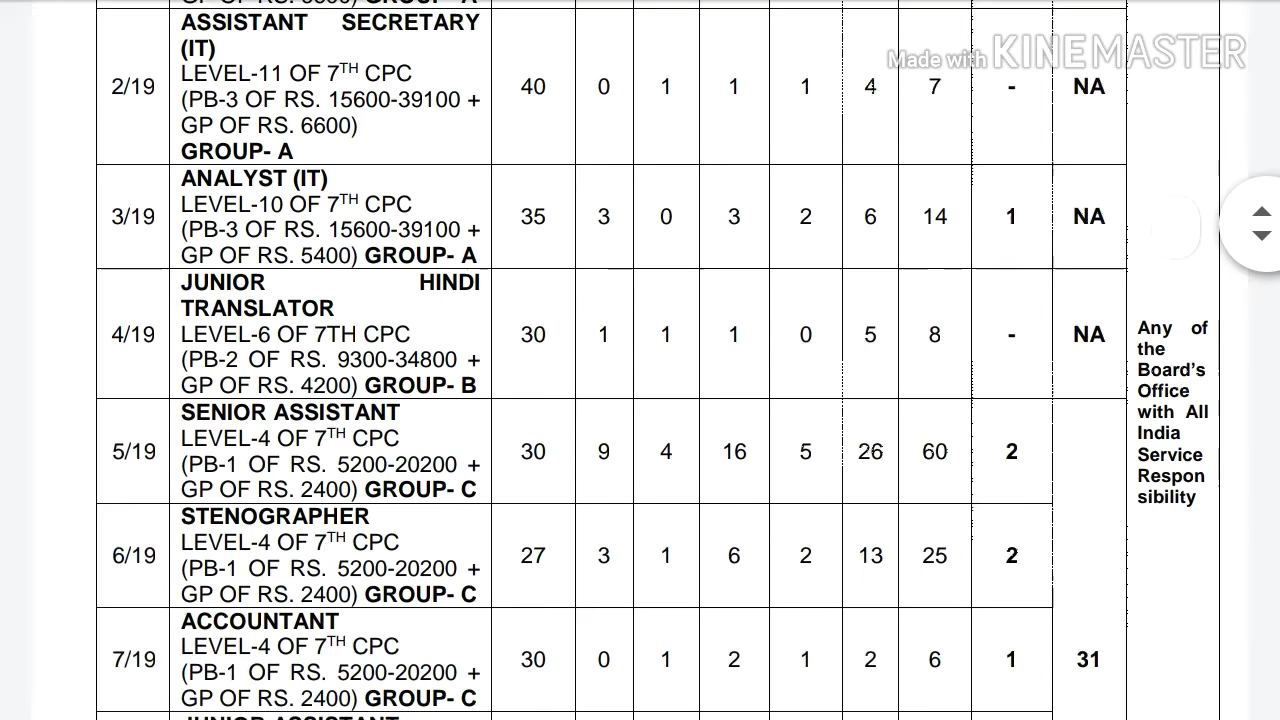 GP OF RS. 6600) GROUP- A
2/19 ASSISTANT SECRETARY (IT) LEVEL-11 OF 7TH CPC (PB-3 OF RS. 15600-39100 + GP OF RS. 6600) GROUP- A 40 0 1 1 1 4 7 - NA
3/19 ANALYST (IT) LEVEL-10 OF 7TH CPC (PB-3 OF RS. 15600-39100 + GP OF RS. 5400) GROUP- A 35 3 0 3 2 6 14 1 NA
4/19 JUNIOR HINDI TRANSLATOR LEVEL-6 OF 7TH CPC (PB-2 OF RS. 9300-34800 + GP OF RS. 4200) GROUP- B 30 1 1 1 0 5 8 - NA
5/19 SENIOR ASSISTANT LEVEL-4 OF 7TH CPC (PB-1 OF RS. 5200-20200 + GP OF RS. 2400) GROUP- C 30 9 4 16 5 26 60 2
6/19 STENOGRAPHER LEVEL-4 OF 7TH CPC (PB-1 OF RS. 5200-20200 + GP OF RS. 2400) GROUP- C 27 3 1 6 2 13 25 2
7/19 ACCOUNTANT LEVEL-4 OF 7TH CPC (PB-1 OF RS. 5200-20200 + GP OF RS. 2400) GROUP- C 30 0 1 2 1 2 6 1 31
JUNIOR ASSISTANT
Any of
the
Board's
Office
with All
India
Service
Respon
sibility
Made with KINEMASTER